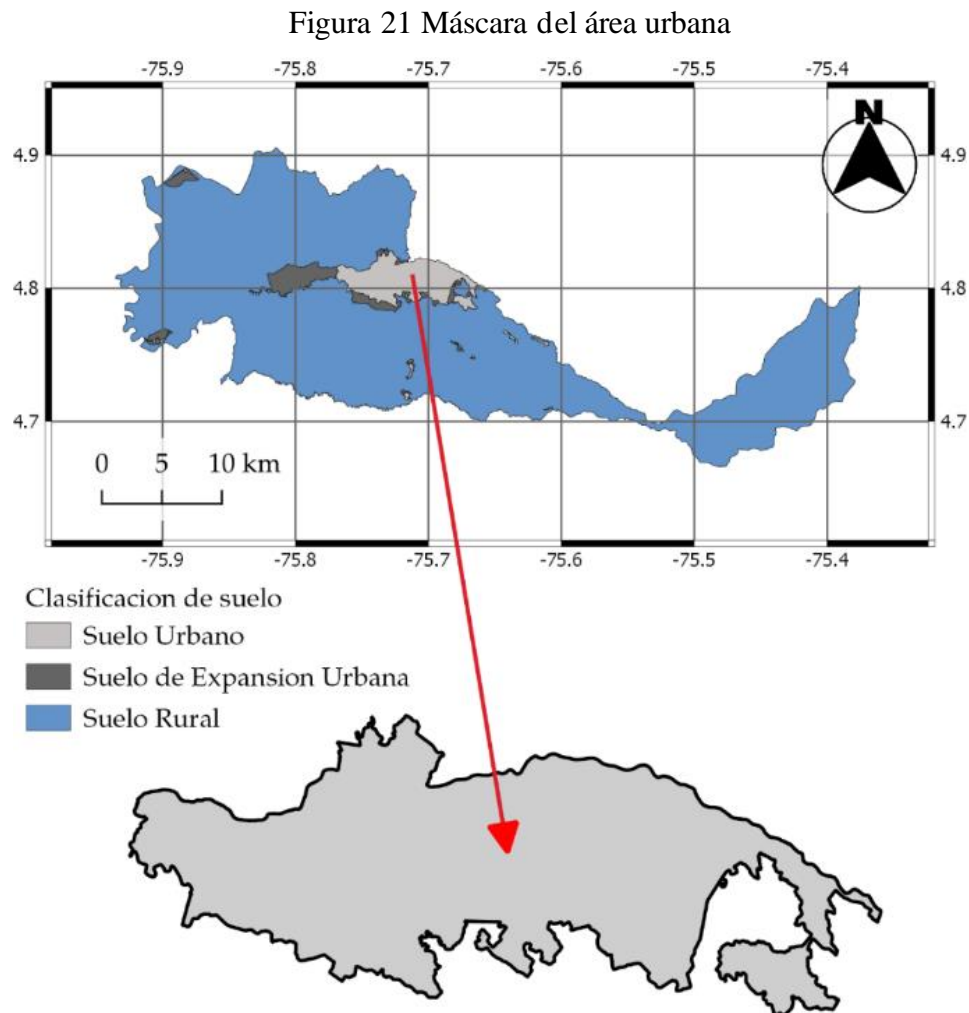 Figura 21 Máscara del área urbana
-75.9 -75.8 -75.7 -75.6 -75.5 -75.4
N
4.9 4.9
4.8 4.8
4.7 4.7
0 5 10 km
-75.9 -75.8 -75.7 -75.6 -75.5 -75.4
Clasificacion de suelo
Suelo Urbano
Suelo de Expansion Urbana
Suelo Rural